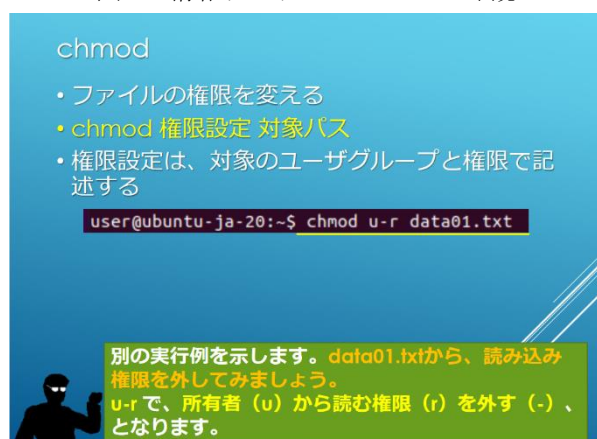 chmod
• ファイルの権限を変える
• chmod 権限設定 対象パス
• 権限設定は、対象のユーザグループと権限で記
述する
user@ubuntu-ja-20:~$ chmod u-r data01.txt
別の実行例を示します。data01.txtから、読み込み
権限を外してみましょう。
u-r で、所有者（u）から読む権限（r）を外す（-）、
となります。